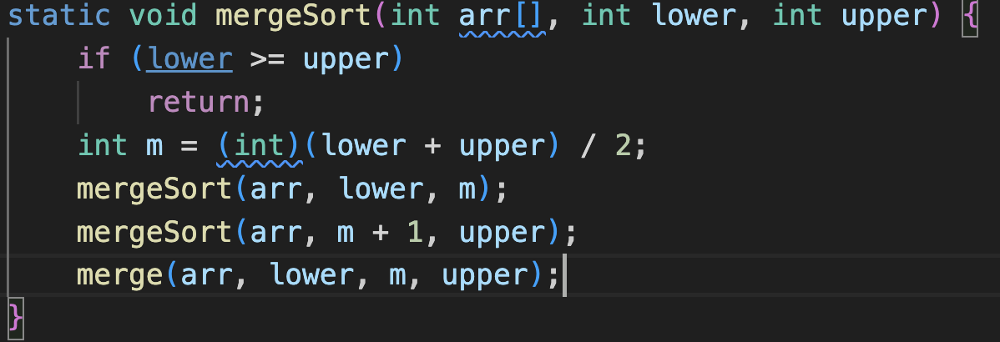 static void mergeSort(int arr[], int lower, int upper) {
    if (lower >= upper)
        return;
    int m = (int)(lower + upper) / 2;
    mergeSort(arr, lower, m);
    mergeSort(arr, m + 1, upper);
    merge(arr, lower, m, upper);
}